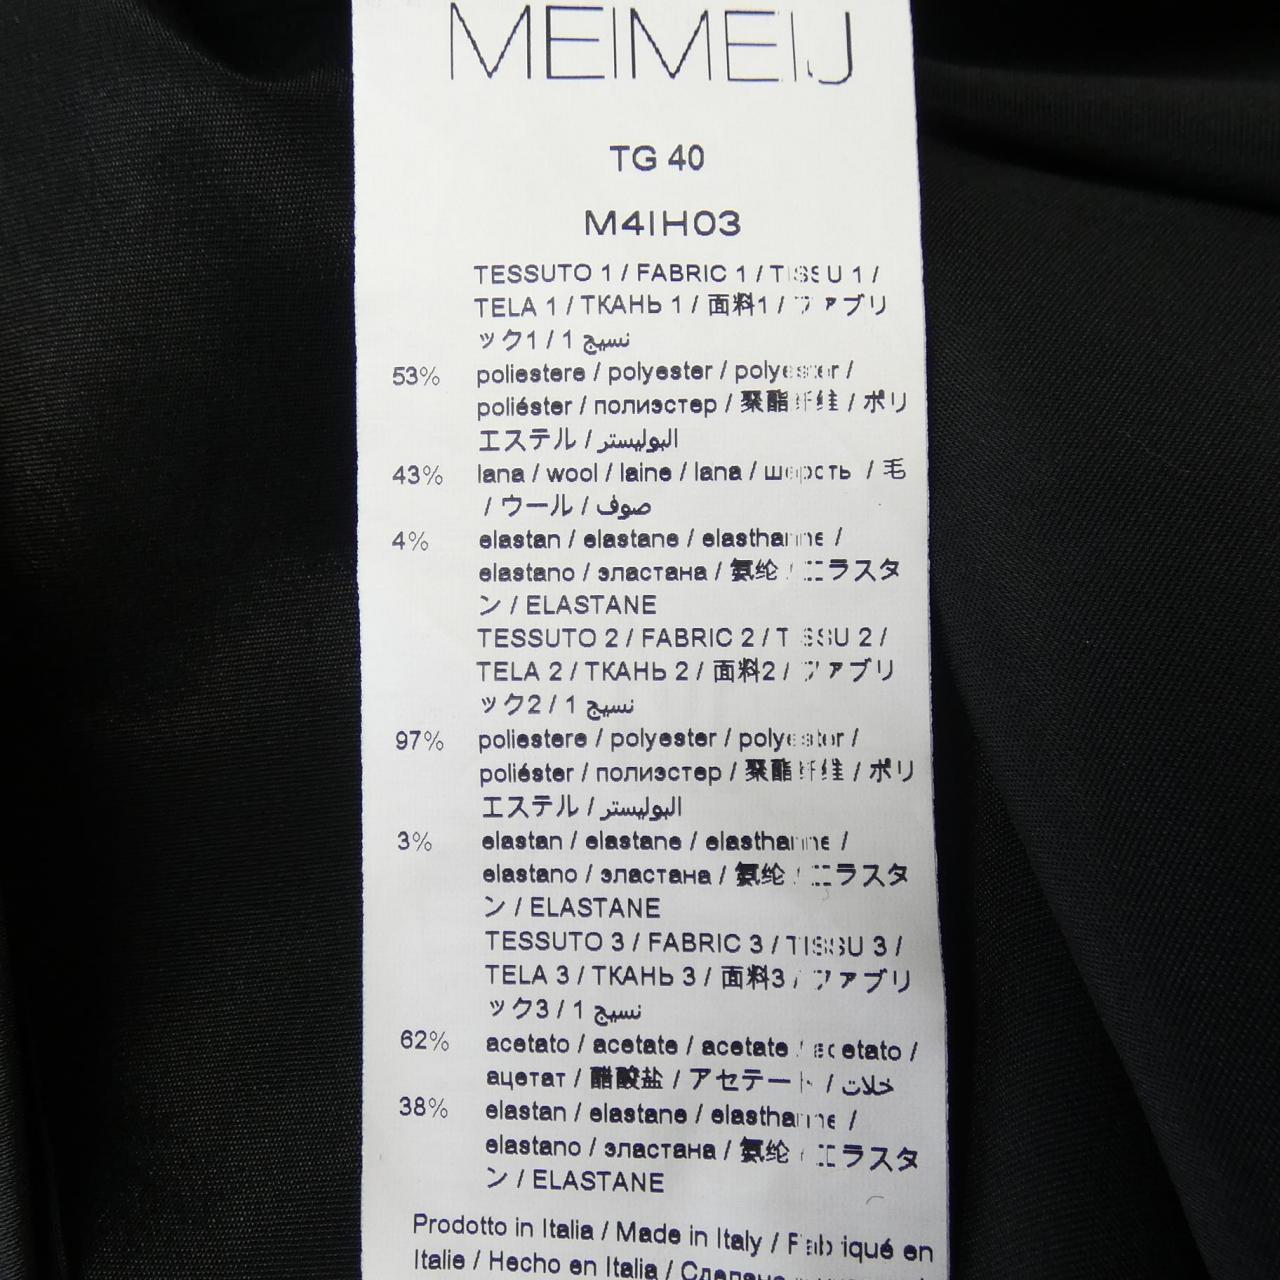 MEIMEIJ
TG 40
M4IH03
TESSUTO 1 / FABRIC 1 / TISSU 1 /
TELA 1 / ТКАНЬ 1 / 面料1 / ファブリ
ック1 / 1 نسيج
53% poliestere / polyester / polyester /
poliéster / полиэстер / 聚酯纤维 / ポリ
エステル / البوليستر
43% lana / wool / laine / lana / шерсть / 毛
/ ウール / صوف
4% elastan / elastane / elasthanne /
elastano / эластана / 氨纶 / エラスタ
ン / ELASTANE
TESSUTO 2 / FABRIC 2 / TISSU 2 /
TELA 2 / ТКАНЬ 2 / 面料2 / ファブリ
ック2 / 1 نسيج
97% poliestere / polyester / polyester /
poliéster / полиэстер / 聚酯纤维 / ポリ
エステル / البوليستر
3% elastan / elastane / elasthanne /
elastano / эластана / 氨纶 / エラスタ
ン / ELASTANE
TESSUTO 3 / FABRIC 3 / TISSU 3 /
TELA 3 / ТКАНЬ 3 / 面料3 / ファブリ
ック3 / 1 نسيج
62% acetato / acetate / acetate / acetato /
ацетат / 醋酸盐 / アセテート / خلات
38% elastan / elastane / elasthanne /
elastano / эластана / 氨纶 / エラスタ
ン / ELASTANE
Prodotto in Italia / Made in Italy / Fabriqué en
Italie / Hecho en Italia /